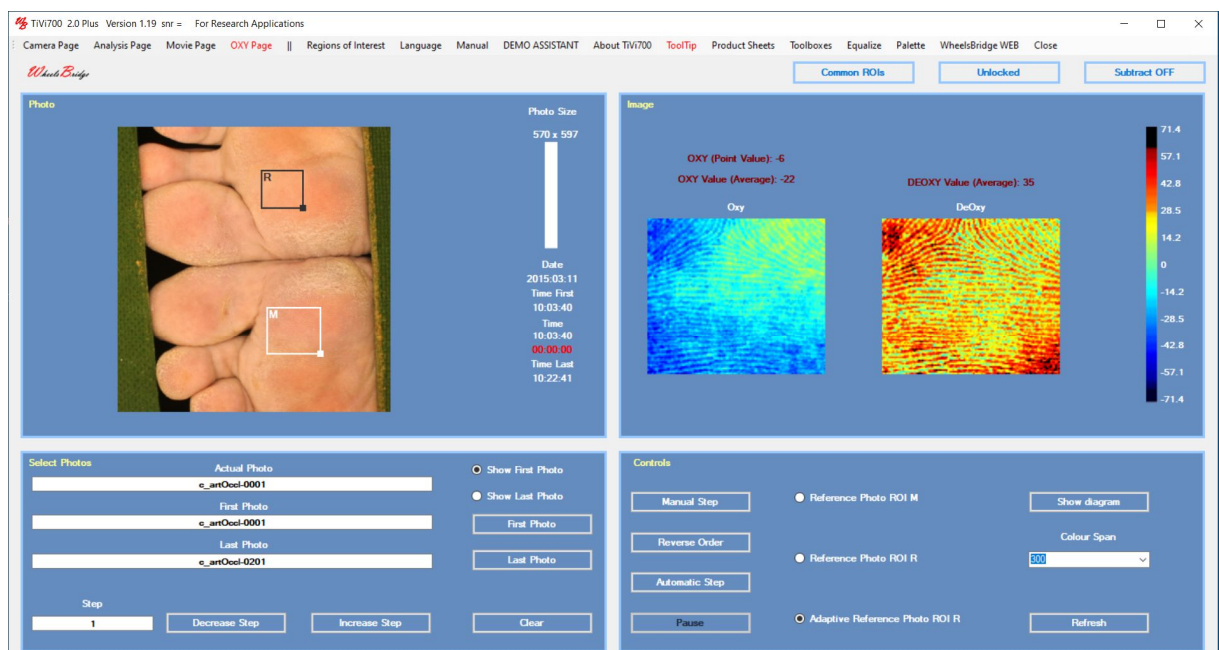 TiVi700 2.0 Plus Version 1.19 snr = For Research Applications
Camera Page Analysis Page Movie Page OXY Page || Regions of Interest Language Manual DEMO ASSISTANT About TiVi700 ToolTip Product Sheets Toolboxes Equalize Palette WheelsBridge WEB Close
WheelsBridge
Common ROIs Unlocked Subtract OFF
Photo
Photo Size
570 x 597
R
M
Date
2015:03:11
Time First
10:03:40
Time
10:03:40
00:00:00
Time Last
10:22:41
Image
OXY (Point Value): -6
OXY Value (Average): -22
DEOXY Value (Average): 35
Oxy
DeOxy
71.4
57.1
42.8
28.5
14.2
0
-14.2
-28.5
-42.8
-57.1
-71.4
Select Photos
Actual Photo
c_artOccl-0001
First Photo
c_artOccl-0001
Last Photo
c_artOccl-0201
Step
1
Decrease Step
Increase Step
Show First Photo
Show Last Photo
First Photo
Last Photo
Clear
Controls
Manual Step
Reverse Order
Automatic Step
Pause
Reference Photo ROI M
Reference Photo ROI R
Adaptive Reference Photo ROI R
Show diagram
Colour Span
300
Refresh